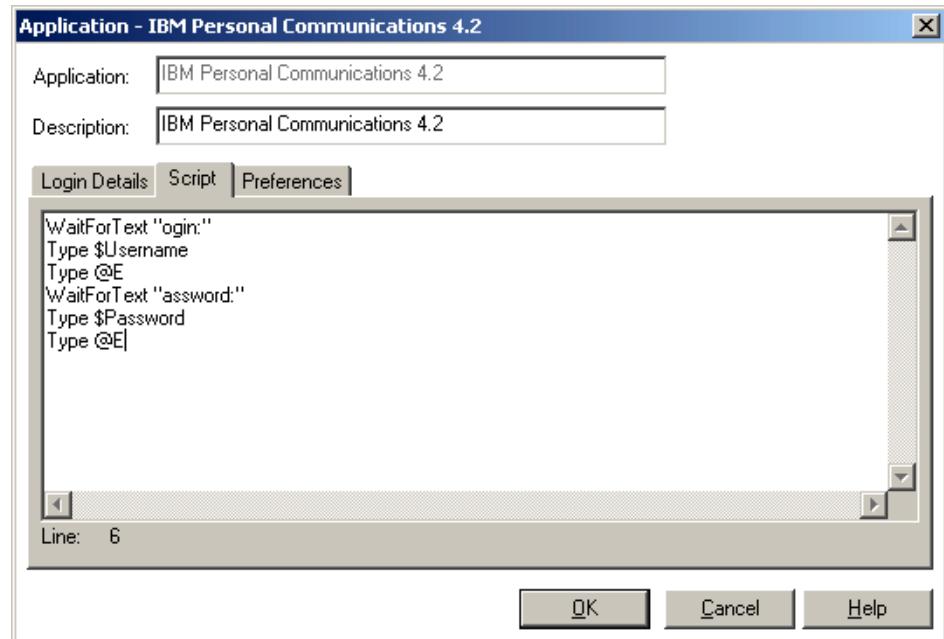 Application - IBM Personal Communications 4.2
Application: IBM Personal Communications 4.2
Description: IBM Personal Communications 4.2
Login Details Script Preferences
WaitForText "ogin:"
Type $Username
Type @E
WaitForText "assword:"
Type $Password
Type @E
Line: 6
OK Cancel Help